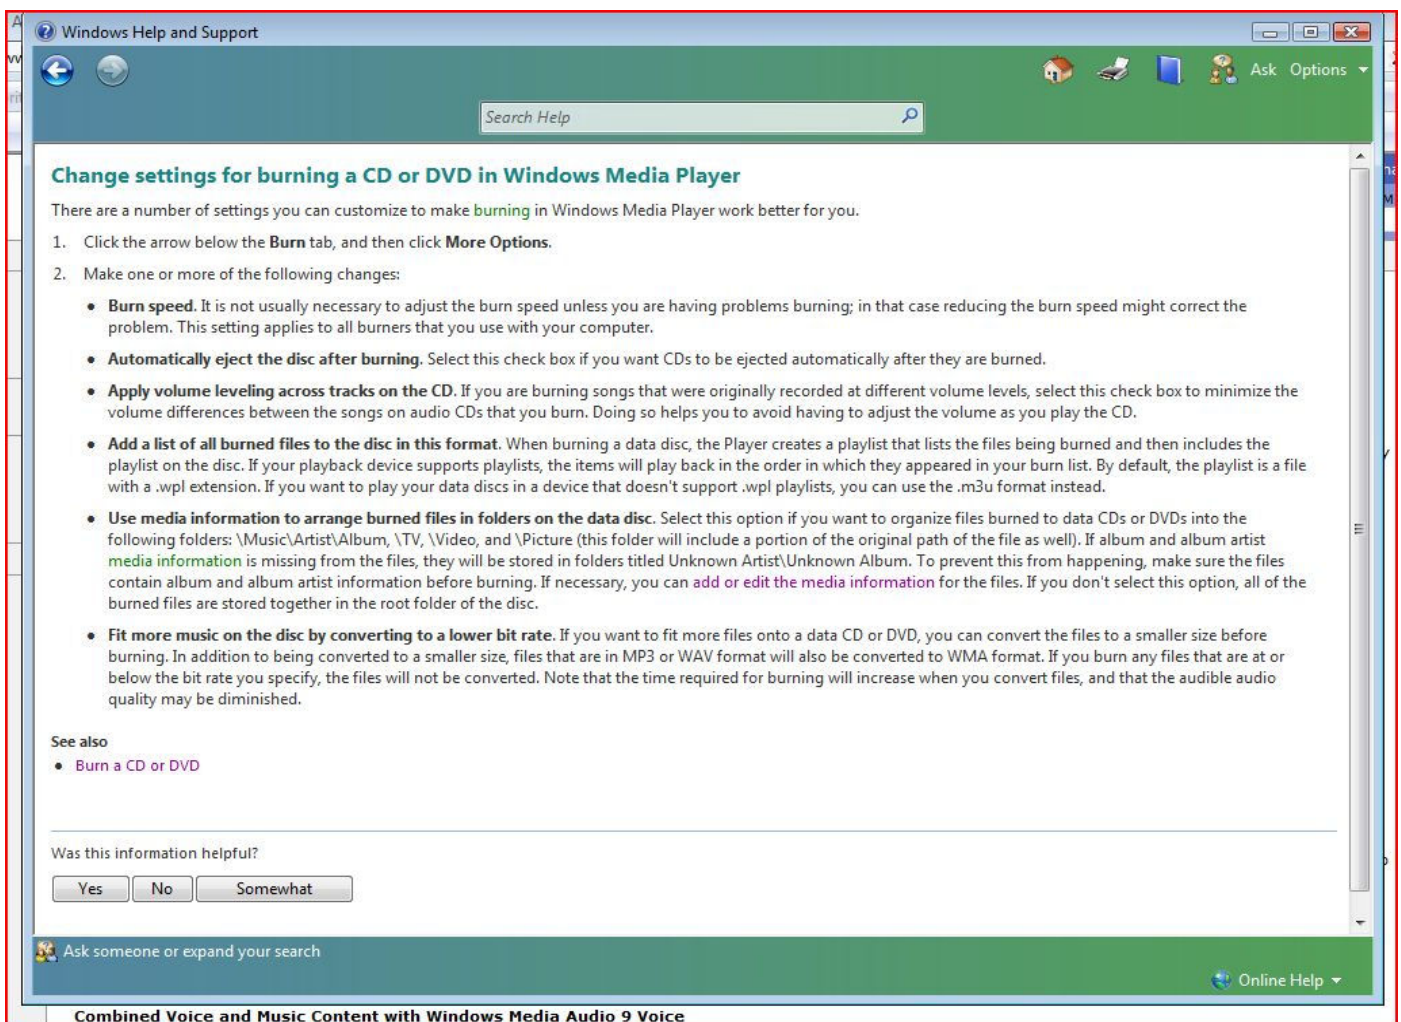 Windows Help and Support
Ask Options
Search Help
Change settings for burning a CD or DVD in Windows Media Player
There are a number of settings you can customize to make burning in Windows Media Player work better for you.
1. Click the arrow below the Burn tab, and then click More Options.
2. Make one or more of the following changes:
• Burn speed. It is not usually necessary to adjust the burn speed unless you are having problems burning; in that case reducing the burn speed might correct the
problem. This setting applies to all burners that you use with your computer.
• Automatically eject the disc after burning. Select this check box if you want CDs to be ejected automatically after they are burned.
• Apply volume leveling across tracks on the CD. If you are burning songs that were originally recorded at different volume levels, select this check box to minimize the
volume differences between the songs on audio CDs that you burn. Doing so helps you to avoid having to adjust the volume as you play the CD.
• Add a list of all burned files to the disc in this format. When burning a data disc, the Player creates a playlist that lists the files being burned and then includes the
playlist on the disc. If your playback device supports playlists, the items will play back in the order in which they appeared in your burn list. By default, the playlist is a file
with a .wpl extension. If you want to play your data discs in a device that doesn't support .wpl playlists, you can use the .m3u format instead.
• Use media information to arrange burned files in folders on the data disc. Select this option if you want to organize files burned to data CDs or DVDs into the
following folders: \Music\Artist\Album, \TV, \Video, and \Picture (this folder will include a portion of the original path of the file as well). If album and album artist
media information is missing from the files, they will be stored in folders titled Unknown Artist\Unknown Album. To prevent this from happening, make sure the files
contain album and album artist information before burning. If necessary, you can add or edit the media information for the files. If you don't select this option, all of the
burned files are stored together in the root folder of the disc.
• Fit more music on the disc by converting to a lower bit rate. If you want to fit more files onto a data CD or DVD, you can convert the files to a smaller size before
burning. In addition to being converted to a smaller size, files that are in MP3 or WAV format will also be converted to WMA format. If you burn any files that are at or
below the bit rate you specify, the files will not be converted. Note that the time required for burning will increase when you convert files, and that the audible audio
quality may be diminished.
See also
• Burn a CD or DVD
Was this information helpful?
Yes No Somewhat
Ask someone or expand your search
Online Help
Combined Voice and Music Content with Windows Media Audio 9 Voice